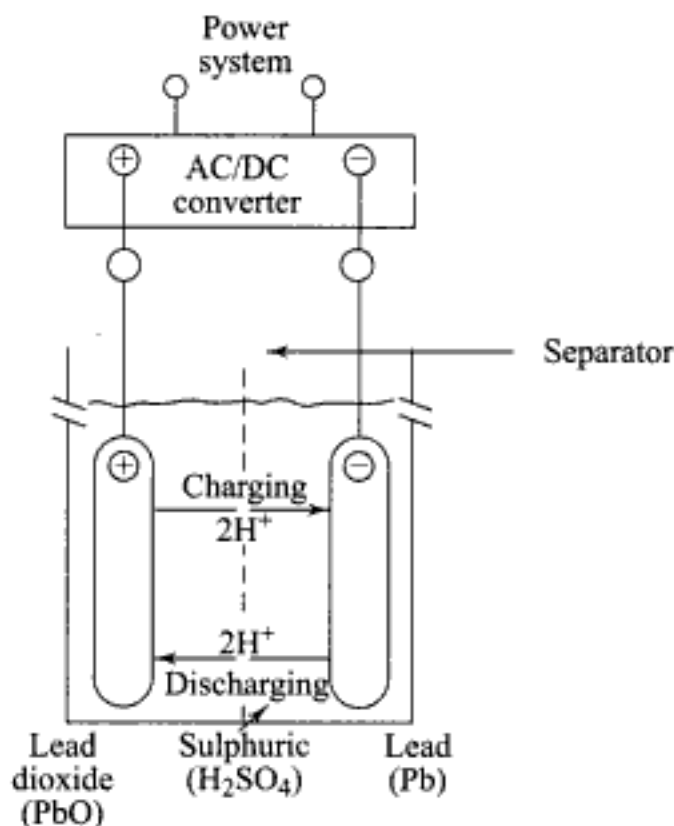 Power
system
+
−
AC/DC
converter
Separator
+
−
Charging
2H⁺
2H⁺
Discharging
Lead
dioxide
(PbO)
Sulphuric
(H₂SO₄)
Lead
(Pb)